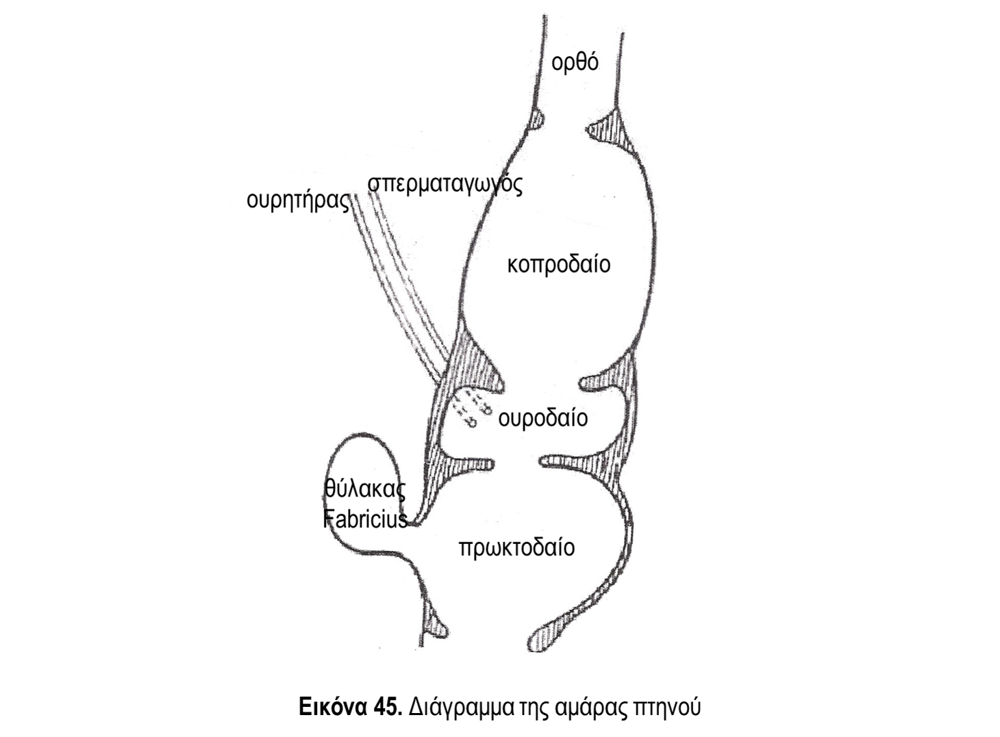 ορθό
σπερματαγωγός
ουρητήρας
κοπροδαίο
ουροδαίο
θύλακας
Fabricius
πρωκτοδαίο
Εικόνα 45. Διάγραμμα της αμάρας πτηνού